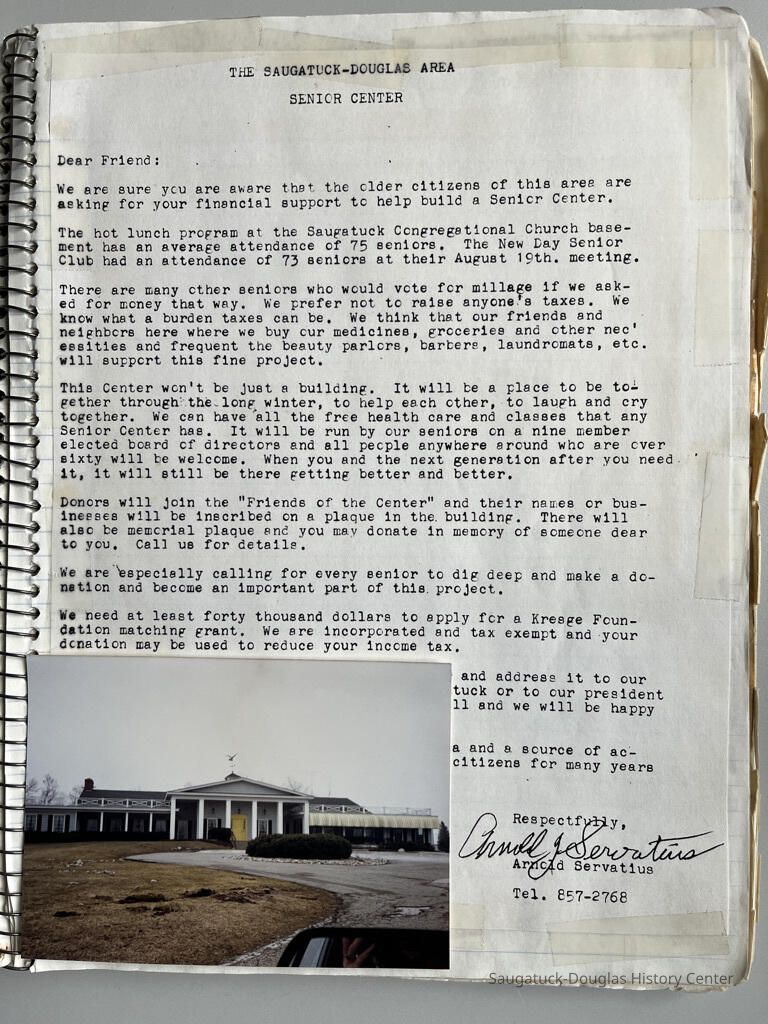 THE SAUGATUCK-DOUGLAS AREA
SENIOR CENTER
Dear Friend:
We are sure you are aware that the older citizens of this area are
asking for your financial support to help build a Senior Center.
The hot lunch program at the Saugatuck Congregational Church base-
ment has an average attendance of 75 seniors. The New Day Senior
Club had an attendance of 73 seniors at their August 19th. meeting.
There are many other seniors who would vote for millage if we ask-
ed for money that way. We prefer not to raise anyone's taxes. We
know what a burden taxes can be. We think that our friends and
neighbors here where we buy our medicines, groceries and other nec'
essities and frequent the beauty parlors, barbers, laundromats, etc.
will support this fine project.
This Center won't be just a building. It will be a place to be to-
gether through the long winter, to help each other, to laugh and cry
together. We can have all the free health care and classes that any
Senior Center has. It will be run by our seniors on a nine member
elected board of directors and all people anywhere around who are over
sixty will be welcome. When you and the next generation after you need
it, it will still be there getting better and better.
Donors will join the "Friends of the Center" and their names or bus-
inesses will be inscribed on a plaque in the building. There will
also be memorial plaque and you may donate in memory of someone dear
to you. Call us for details.
We are especially calling for every senior to dig deep and make a do-
nation and become an important part of this project.
We need at least forty thousand dollars to apply for a Kresge Foun-
dation matching grant. We are incorporated and tax exempt and your
donation may be used to reduce your income tax.
and address it to our
tuck or to our president
ll and we will be happy
a and a source of ac-
citizens for many years
Respectfully,
Arnold J Servatius
Arnold Servatius
Tel. 857-2768
Saugatuck-Douglas History Center